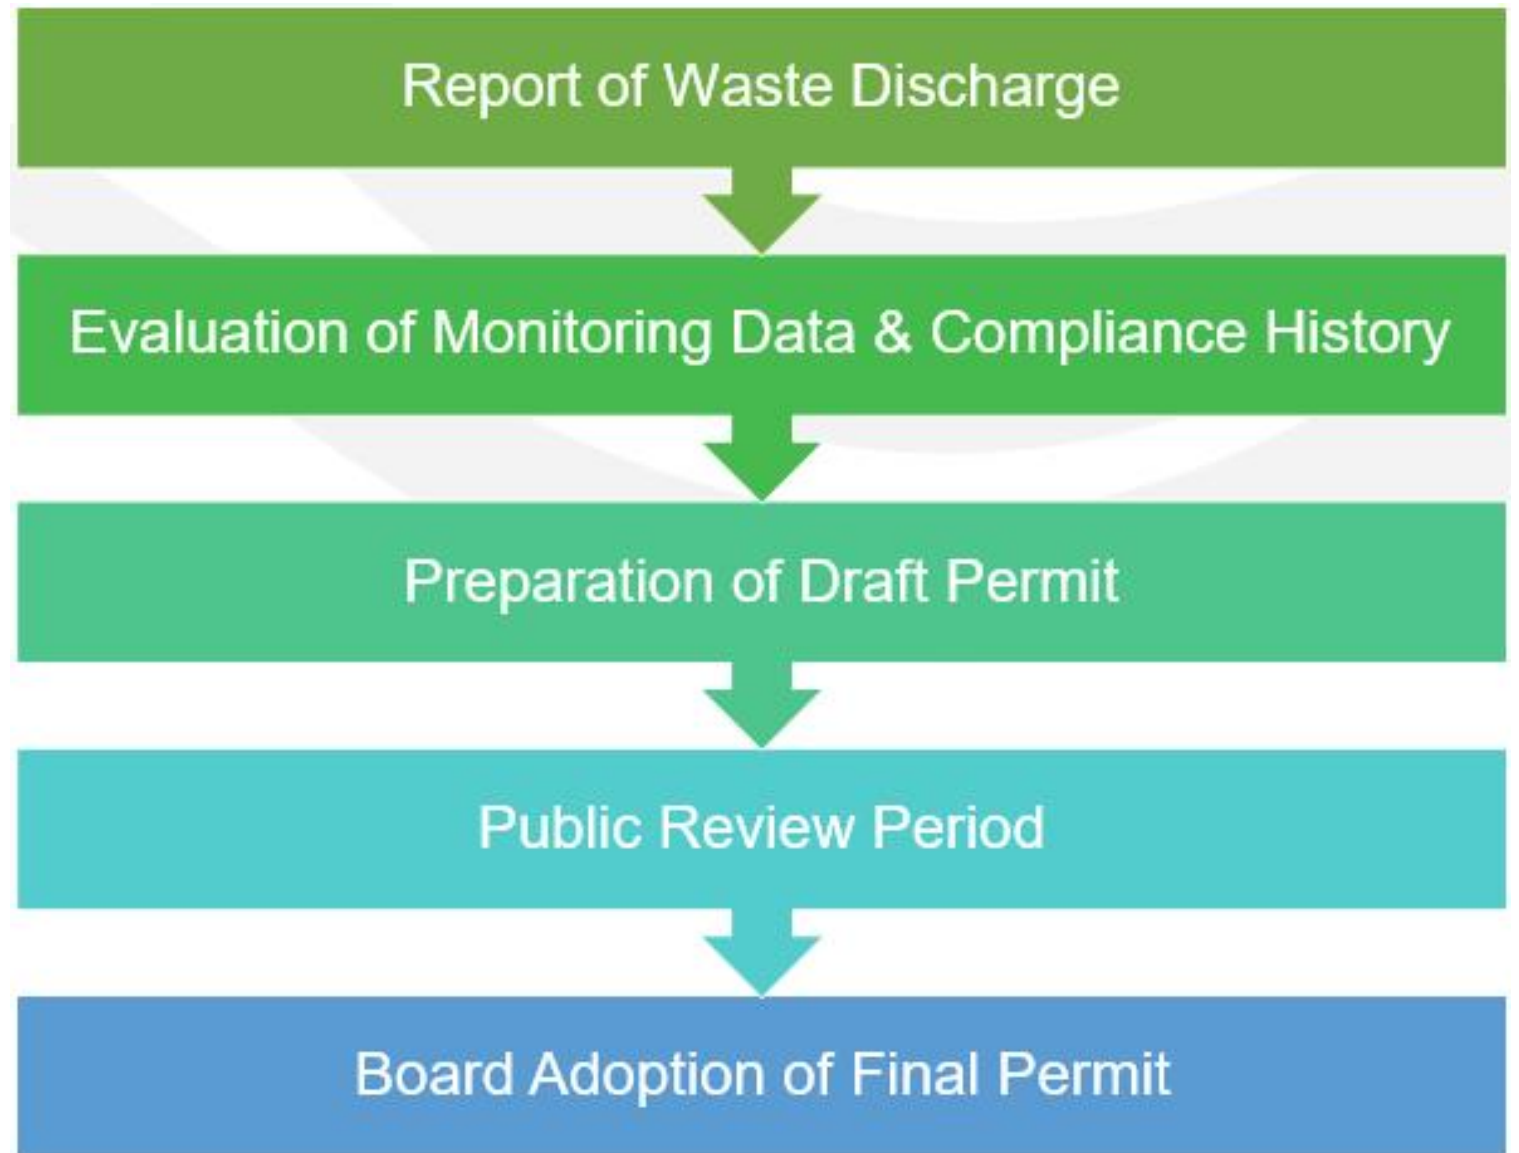 Report of Waste Discharge
Evaluation of Monitoring Data & Compliance History
Preparation of Draft Permit
Public Review Period
Board Adoption of Final Permit